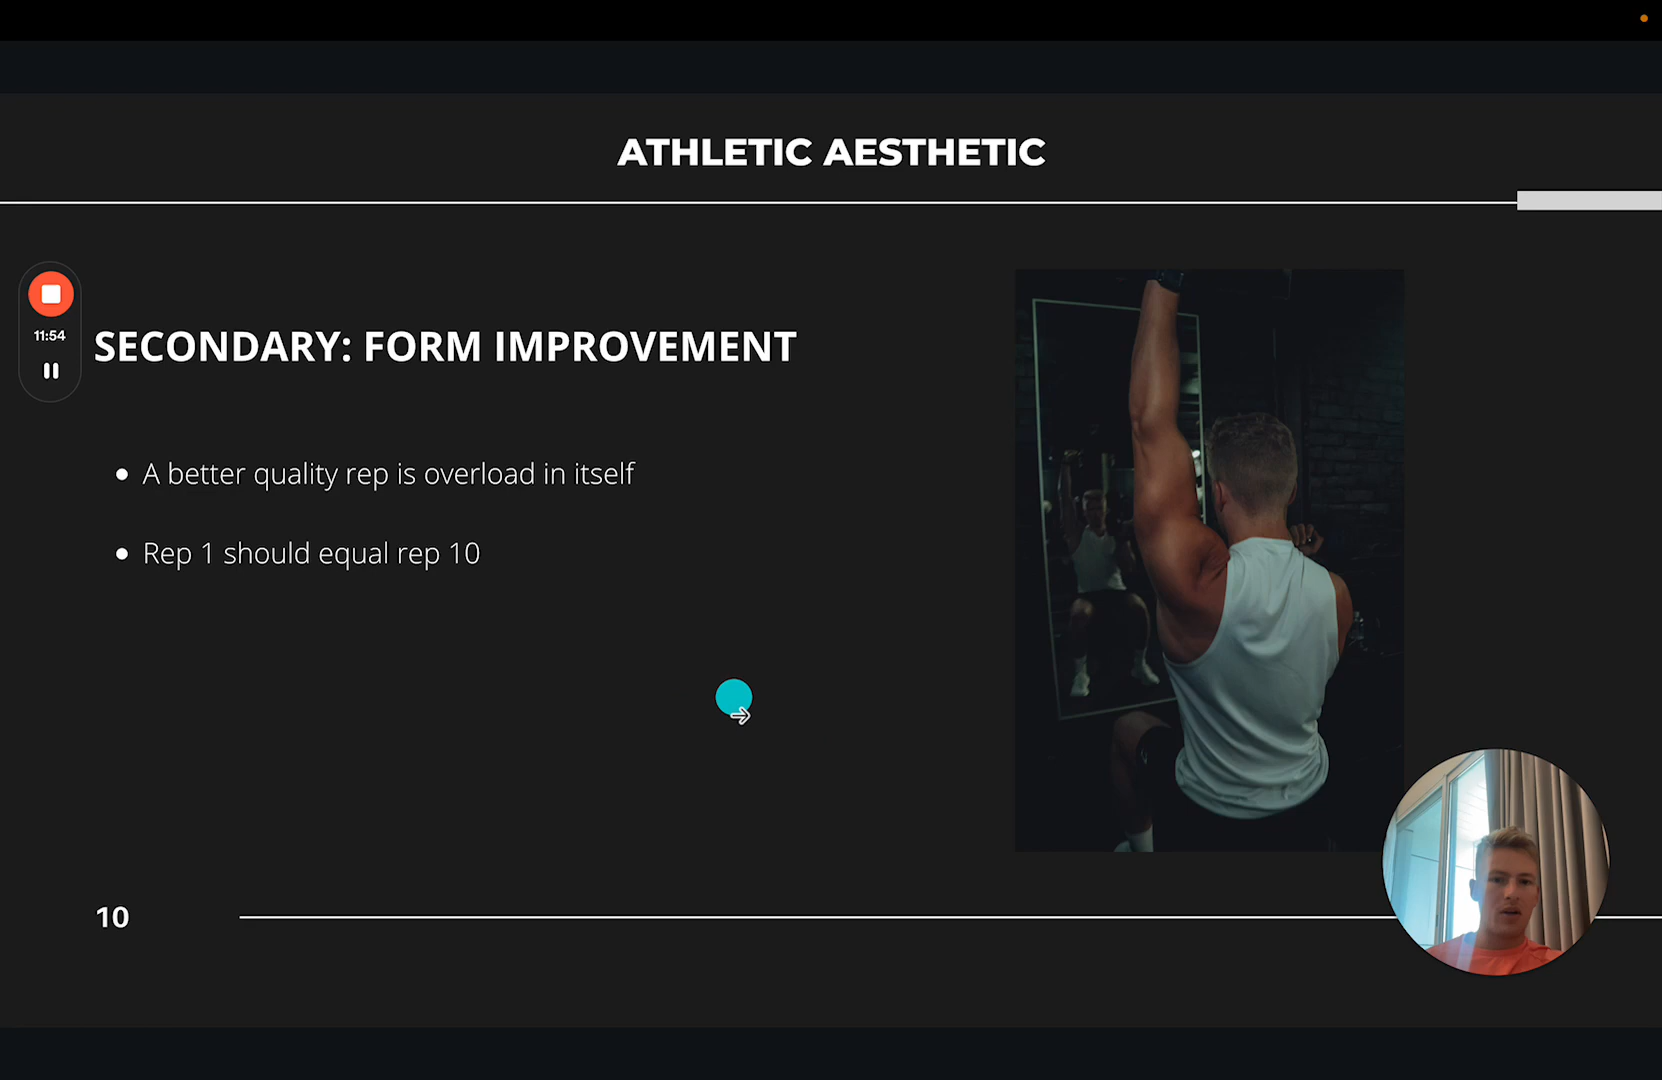 ATHLETIC AESTHETIC
11:54
SECONDARY: FORM IMPROVEMENT
A better quality rep is overload in itself
Rep 1 should equal rep 10
10